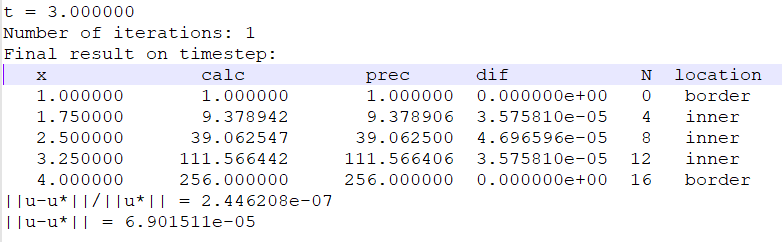 t = 3.000000
Number of iterations: 1
Final result on timestep:
x calc prec dif N location
1.000000 1.000000 1.000000 0.000000e+00 0 border
1.750000 9.378942 9.378906 3.575810e-05 4 inner
2.500000 39.062547 39.062500 4.696596e-05 8 inner
3.250000 111.566442 111.566406 3.575810e-05 12 inner
4.000000 256.000000 256.000000 0.000000e+00 16 border
||u-u*||/||u*|| = 2.446208e-07
||u-u*|| = 6.901511e-05